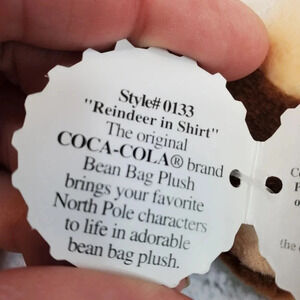 Style# 0133
"Reindeer in Shirt"
The original
COCA-COLA® brand
Bean Bag Plush
brings your favorite
North Pole characters
to life in adorable
bean bag plush.
the